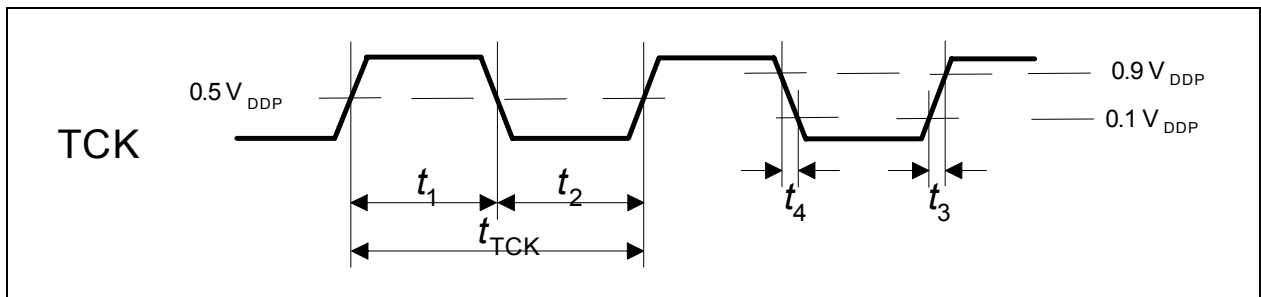 0.9 V DDP
0.5 V DDP
0.1 V DDP
TCK
t1 t2 t4 t3
tTCK